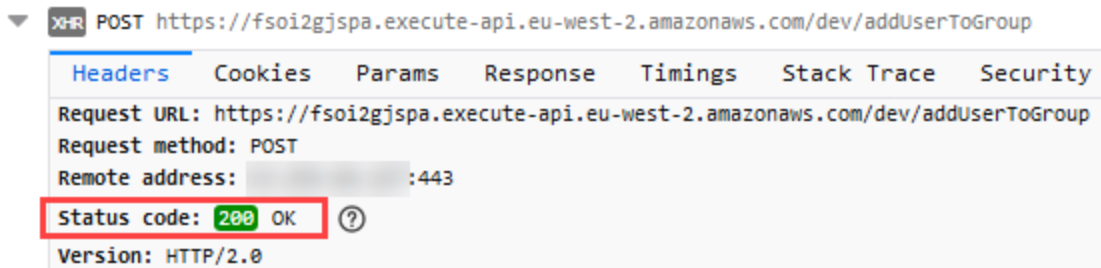 XHR POST https://fsoi2gjspa.execute-api.eu-west-2.amazonaws.com/dev/addUserToGroup
Headers Cookies Params Response Timings Stack Trace Security
Request URL: https://fsoi2gjspa.execute-api.eu-west-2.amazonaws.com/dev/addUserToGroup
Request method: POST
Remote address: :443
Status code: 200 OK ?
Version: HTTP/2.0